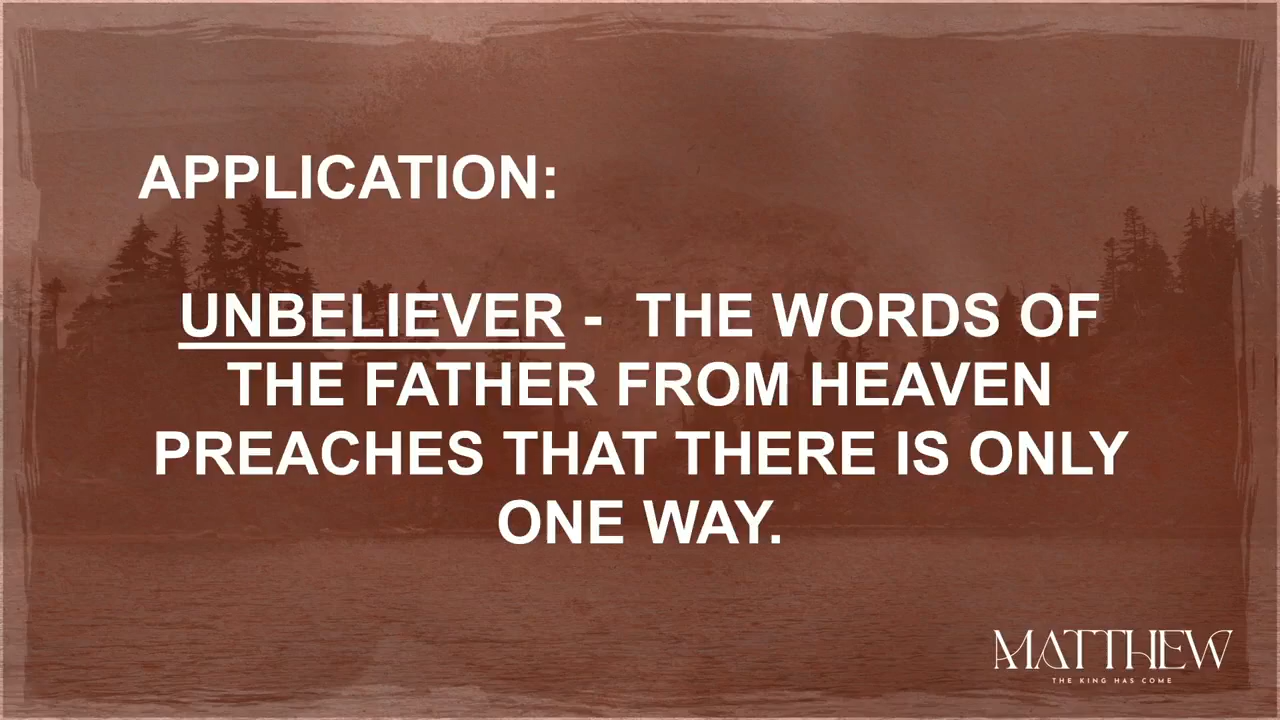 APPLICATION:
UNBELIEVER - THE WORDS OF
THE FATHER FROM HEAVEN
PREACHES THAT THERE IS ONLY
ONE WAY.
MATTHEW
THE KING HAS COME